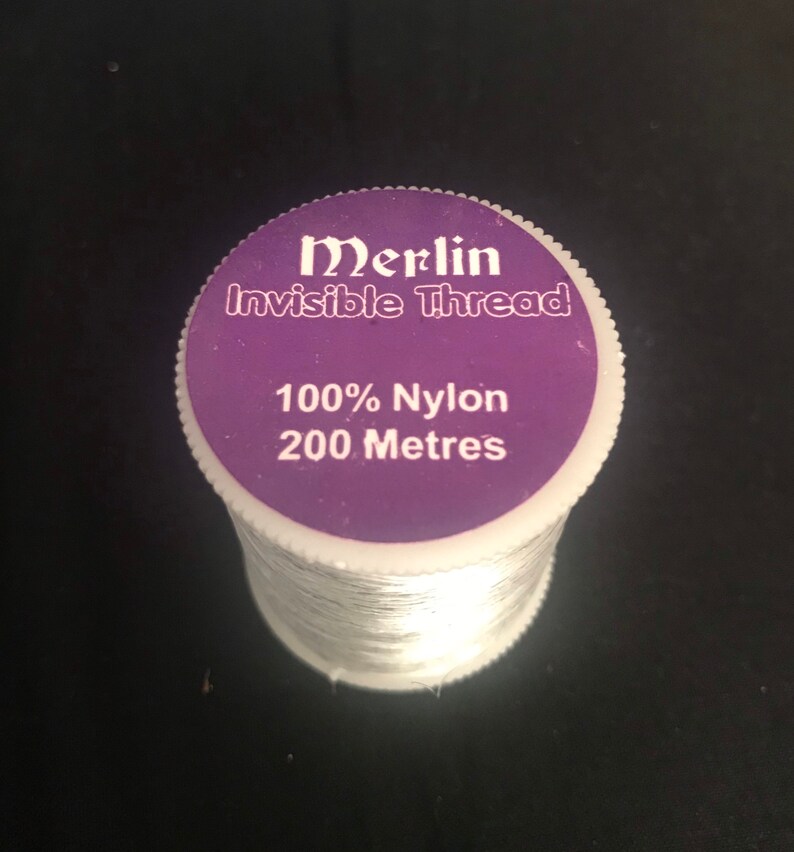 Merlin
Invisible Thread
100% Nylon
200 Metres